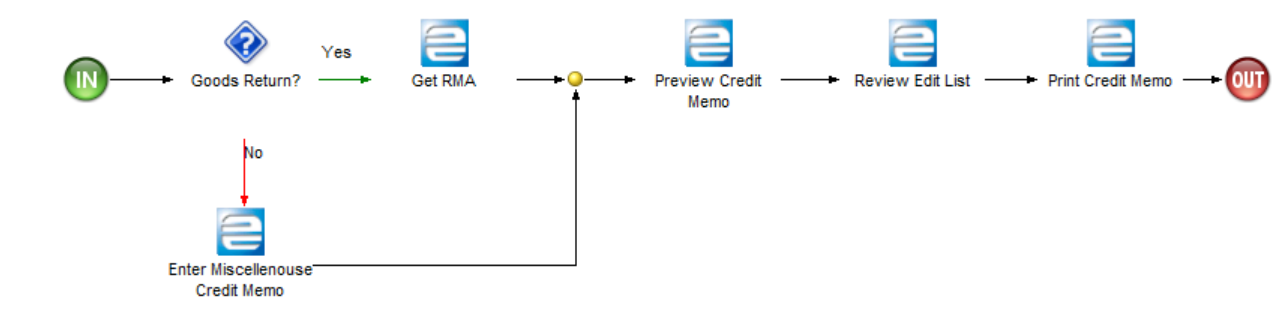 IN
Goods Return?
Yes
Get RMA
Preview Credit
Memo
Review Edit List
Print Credit Memo
OUT
No
Enter Miscellenouse
Credit Memo